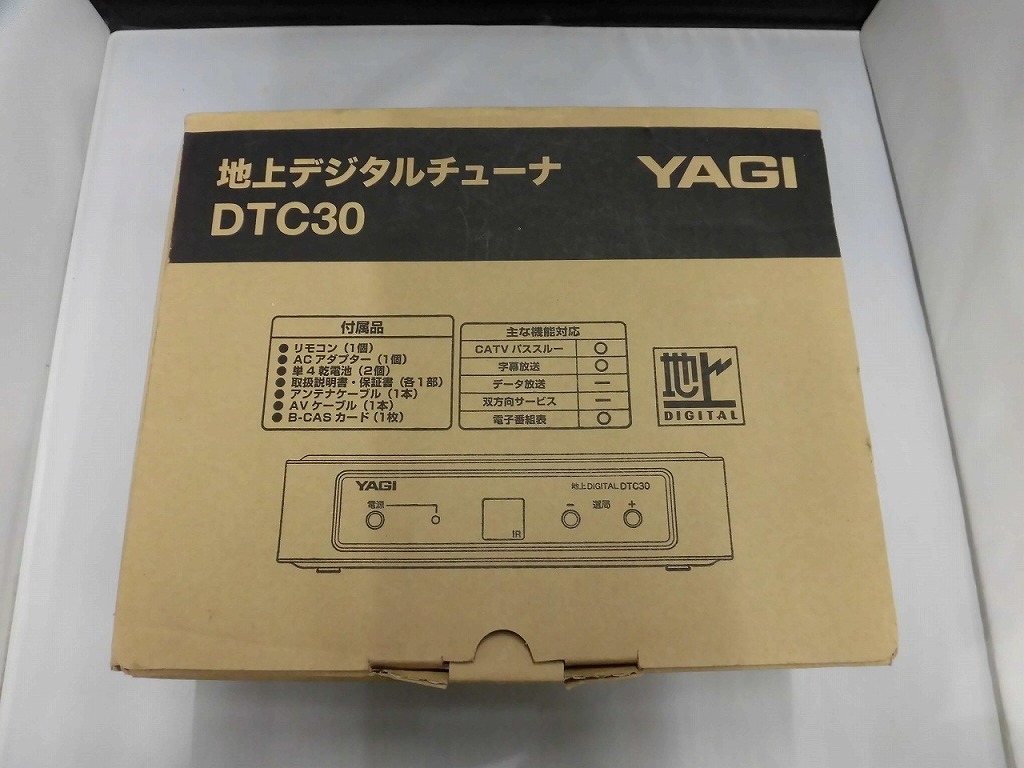 地上デジタルチューナ
DTC30
YAGI
付属品
● リモコン（1個）
● ACアダプター（1個）
● 単4乾電池（2個）
● 取扱説明書・保証書（各1部）
● アンテナケーブル（1本）
● AVケーブル（1本）
● B-CASカード（1枚）
主な機能対応
CATVパススルー ○
字幕放送 ○
データ放送 ー
双方向サービス ー
電子番組表 ○
地上
DIGITAL
YAGI
地上DIGITAL DTC30
電源
IR
− 選局 ＋